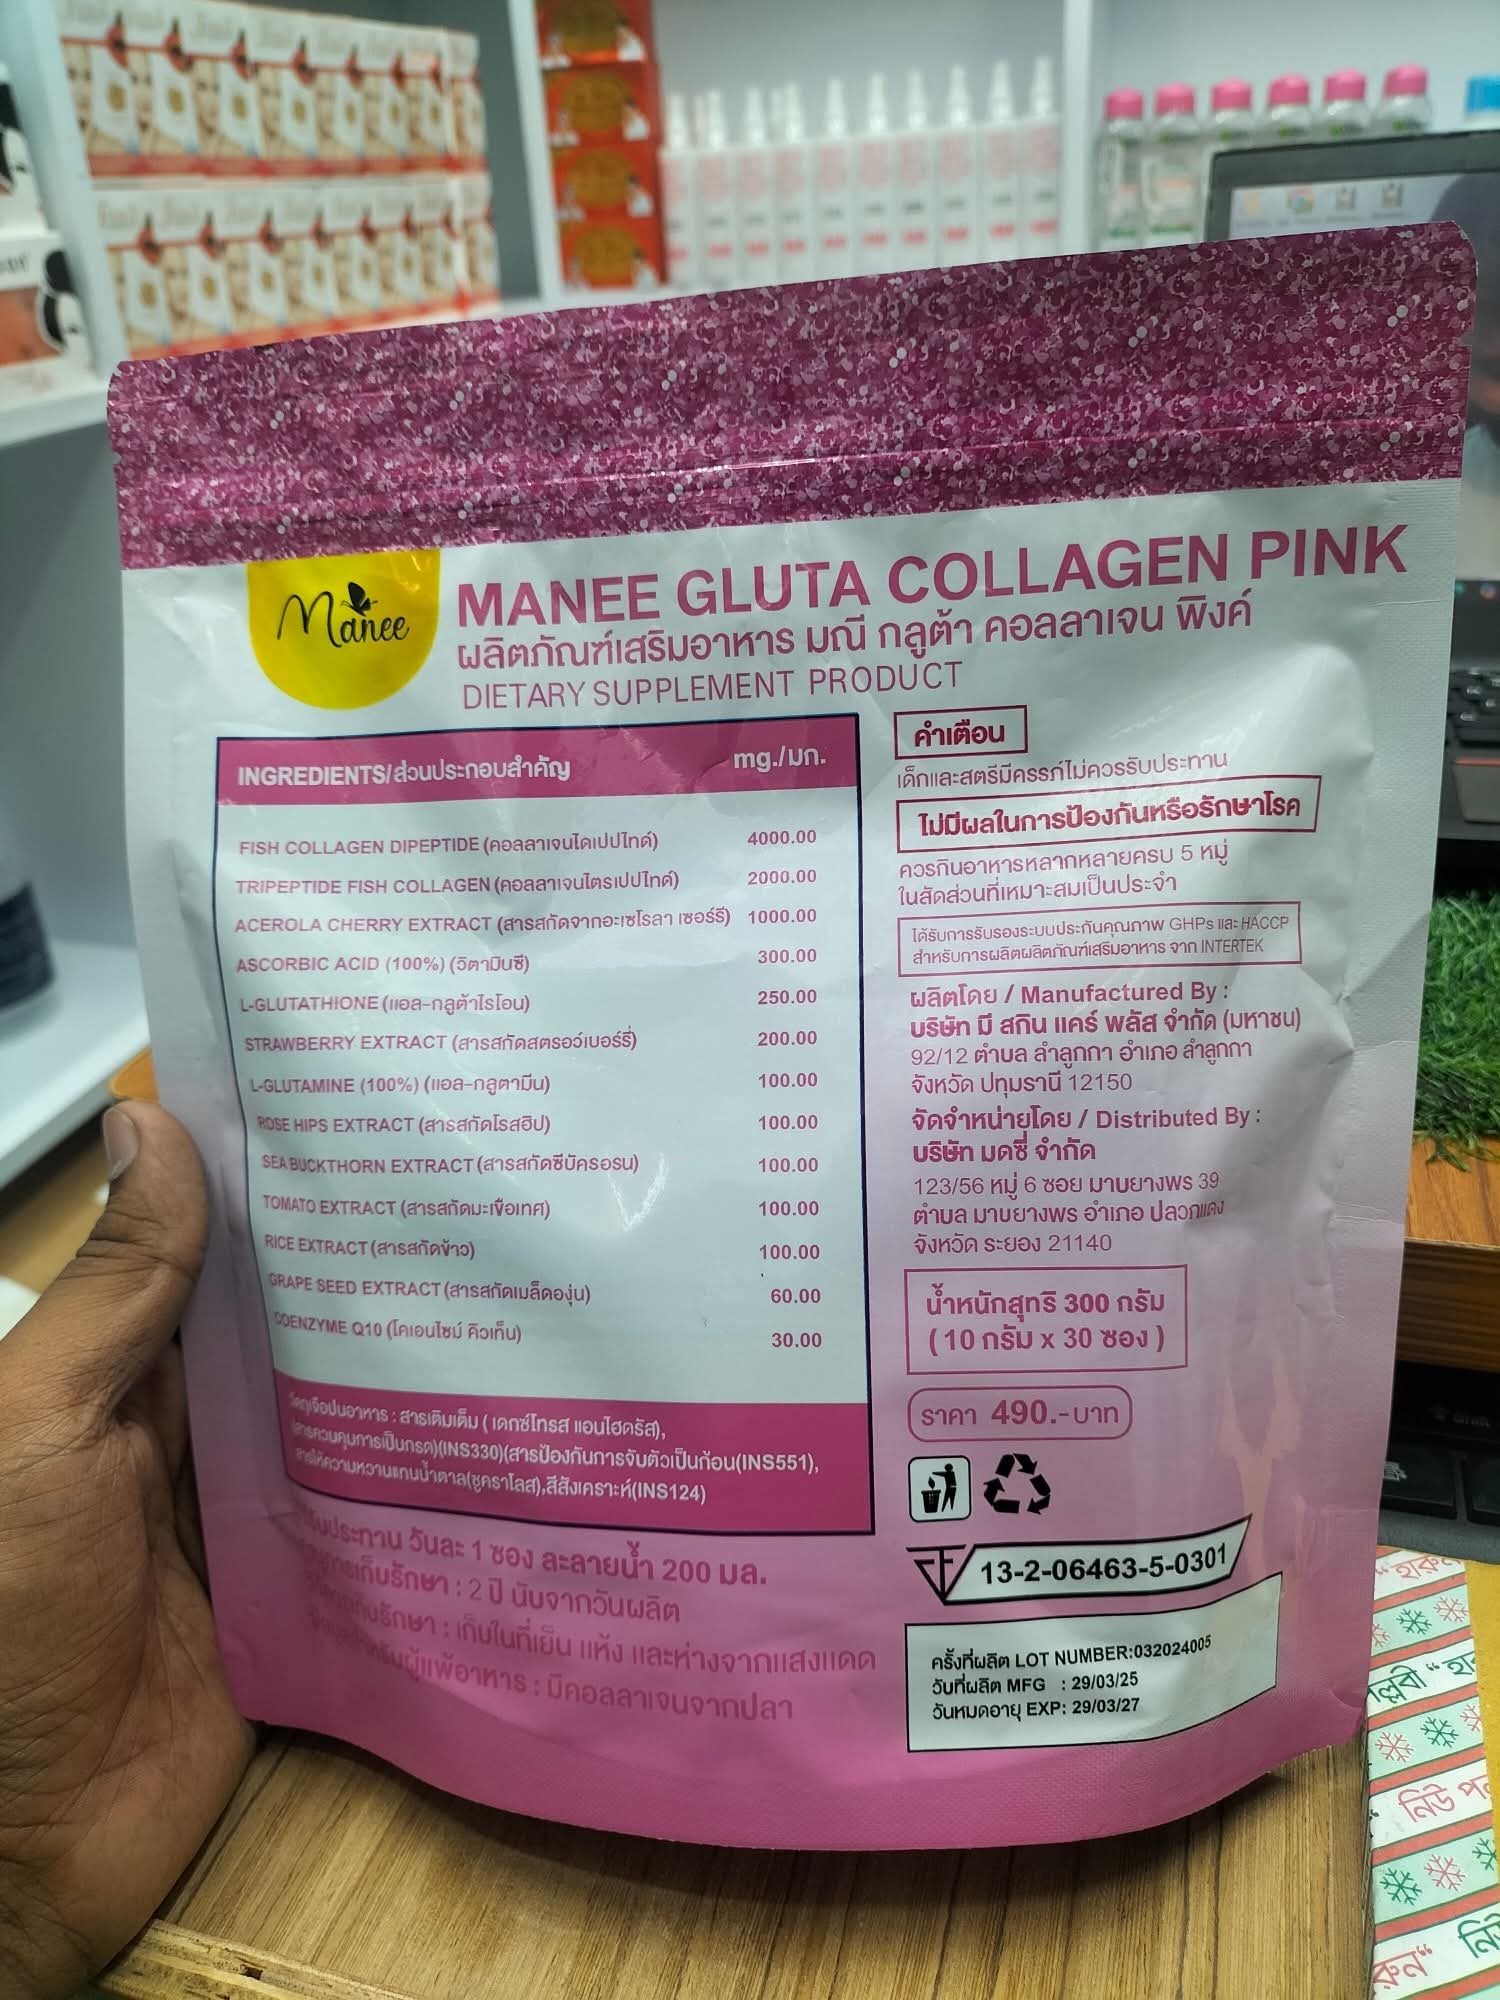 Manee
MANEE GLUTA COLLAGEN PINK
ผลิตภัณฑ์เสริมอาหาร มณี กลูต้า คอลลาเจน พิงค์
DIETARY SUPPLEMENT PRODUCT
INGREDIENTS/ส่วนประกอบสำคัญ mg./มก.
FISH COLLAGEN DIPEPTIDE (คอลลาเจนไดเปปไทด์) 4000.00
TRIPEPTIDE FISH COLLAGEN (คอลลาเจนไตรเปปไทด์) 2000.00
ACEROLA CHERRY EXTRACT (สารสกัดจากอะเซโรลา เชอร์รี) 1000.00
ASCORBIC ACID (100%) (วิตามินซี) 300.00
L-GLUTATHIONE (แอล-กลูต้าไธโอน) 250.00
STRAWBERRY EXTRACT (สารสกัดสตรอว์เบอร์รี่) 200.00
L-GLUTAMINE (100%) (แอล-กลูตามีน) 100.00
ROSE HIPS EXTRACT (สารสกัดโรสฮิป) 100.00
SEA BUCKTHORN EXTRACT (สารสกัดซีบัคธอรน) 100.00
TOMATO EXTRACT (สารสกัดมะเขือเทศ) 100.00
RICE EXTRACT (สารสกัดข้าว) 100.00
GRAPE SEED EXTRACT (สารสกัดเมล็ดองุ่น) 60.00
COENZYME Q10 (โคเอนไซม์ คิวเท็น) 30.00
วัตถุเจือปนอาหาร : สารเติมเต็ม ( เดกซ์โทรส แอนไฮดรัส),
(สารควบคุมการเป็นกรด)(INS330)(สารป้องกันการจับตัวเป็นก้อน(INS551),
สารให้ความหวานแทนน้ำตาล(ซูคราโลส),สีสังเคราะห์(INS124)
รับประทาน วันละ 1 ซอง ละลายน้ำ 200 มล.
การเก็บรักษา : 2 ปี นับจากวันผลิต
รักษา : เก็บในที่เย็น แห้ง และห่างจากแสงแดด
ผู้แพ้อาหาร : มีคอลลาเจนจากปลา
คำเตือน
เด็กและสตรีมีครรภ์ไม่ควรรับประทาน
ไม่มีผลในการป้องกันหรือรักษาโรค
ควรกินอาหารหลากหลายครบ 5 หมู่
ในสัดส่วนที่เหมาะสมเป็นประจำ
ได้รับการรับรองระบบประกันคุณภาพ GHPs และ HACCP
สำหรับการผลิตผลิตภัณฑ์เสริมอาหาร จาก INTERTEK
ผลิตโดย / Manufactured By :
บริษัท มี สกิน แคร์ พลัส จำกัด (มหาชน)
92/12 ตำบล ลำลูกกา อำเภอ ลำลูกกา
จังหวัด ปทุมธานี 12150
จัดจำหน่ายโดย / Distributed By :
บริษัท มดซี่ จำกัด
123/56 หมู่ 6 ซอย มาบยางพร 39
ตำบล มาบยางพร อำเภอ ปลวกแดง
จังหวัด ระยอง 21140
น้ำหนักสุทธิ 300 กรัม
( 10 กรัม x 30 ซอง )
ราคา 490.-บาท
13-2-06463-5-0301
ครั้งที่ผลิต LOT NUMBER:032024005
วันที่ผลิต MFG : 29/03/25
วันหมดอายุ EXP: 29/03/27